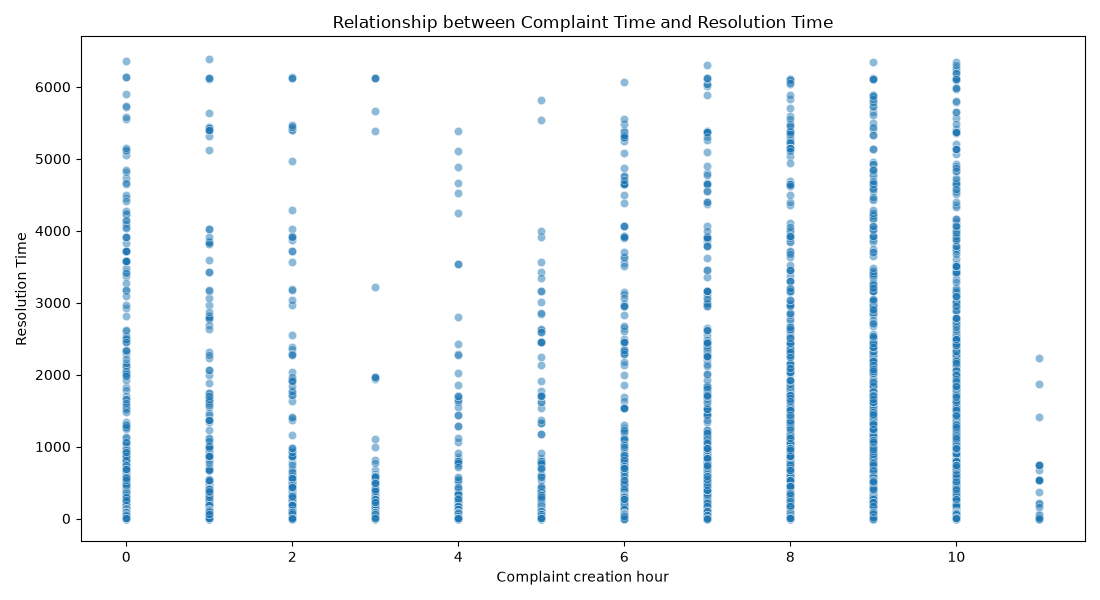 Relationship between Complaint Time and Resolution Time
Resolution Time
6000
5000
4000
3000
2000
1000
0
0 2 4 6 8 10
Complaint creation hour